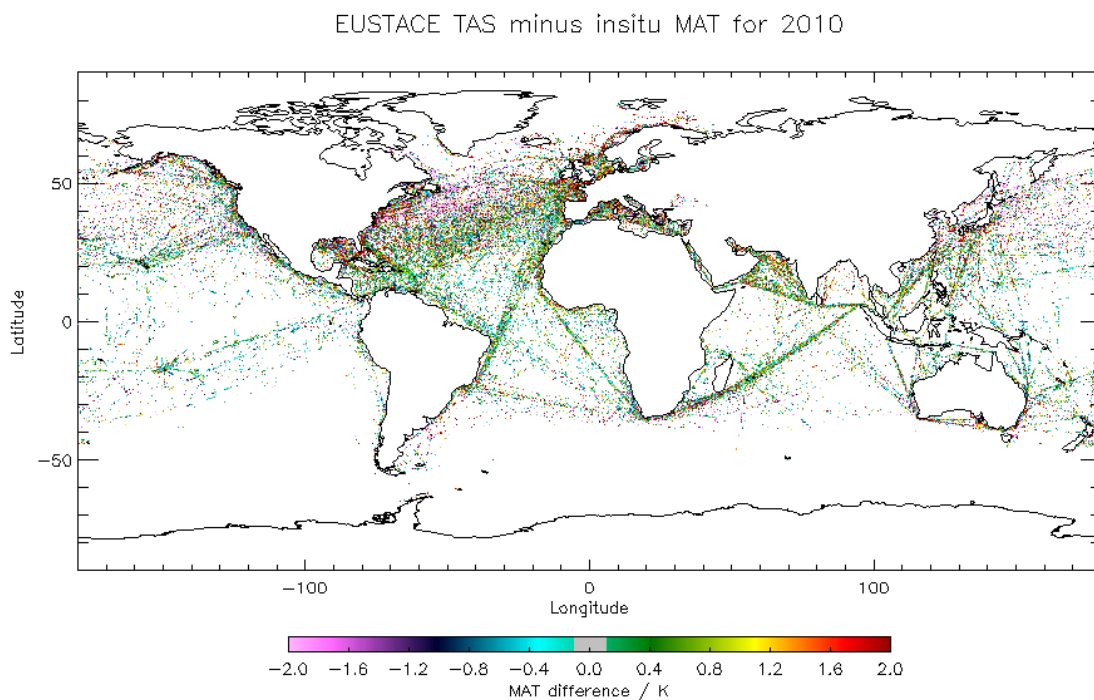 EUSTACE TAS minus insitu MAT for 2010
Latitude
50
0
−50
−100
0
100
Longitude
−2.0 −1.6 −1.2 −0.8 −0.4 0.0 0.4 0.8 1.2 1.6 2.0
MAT difference / K